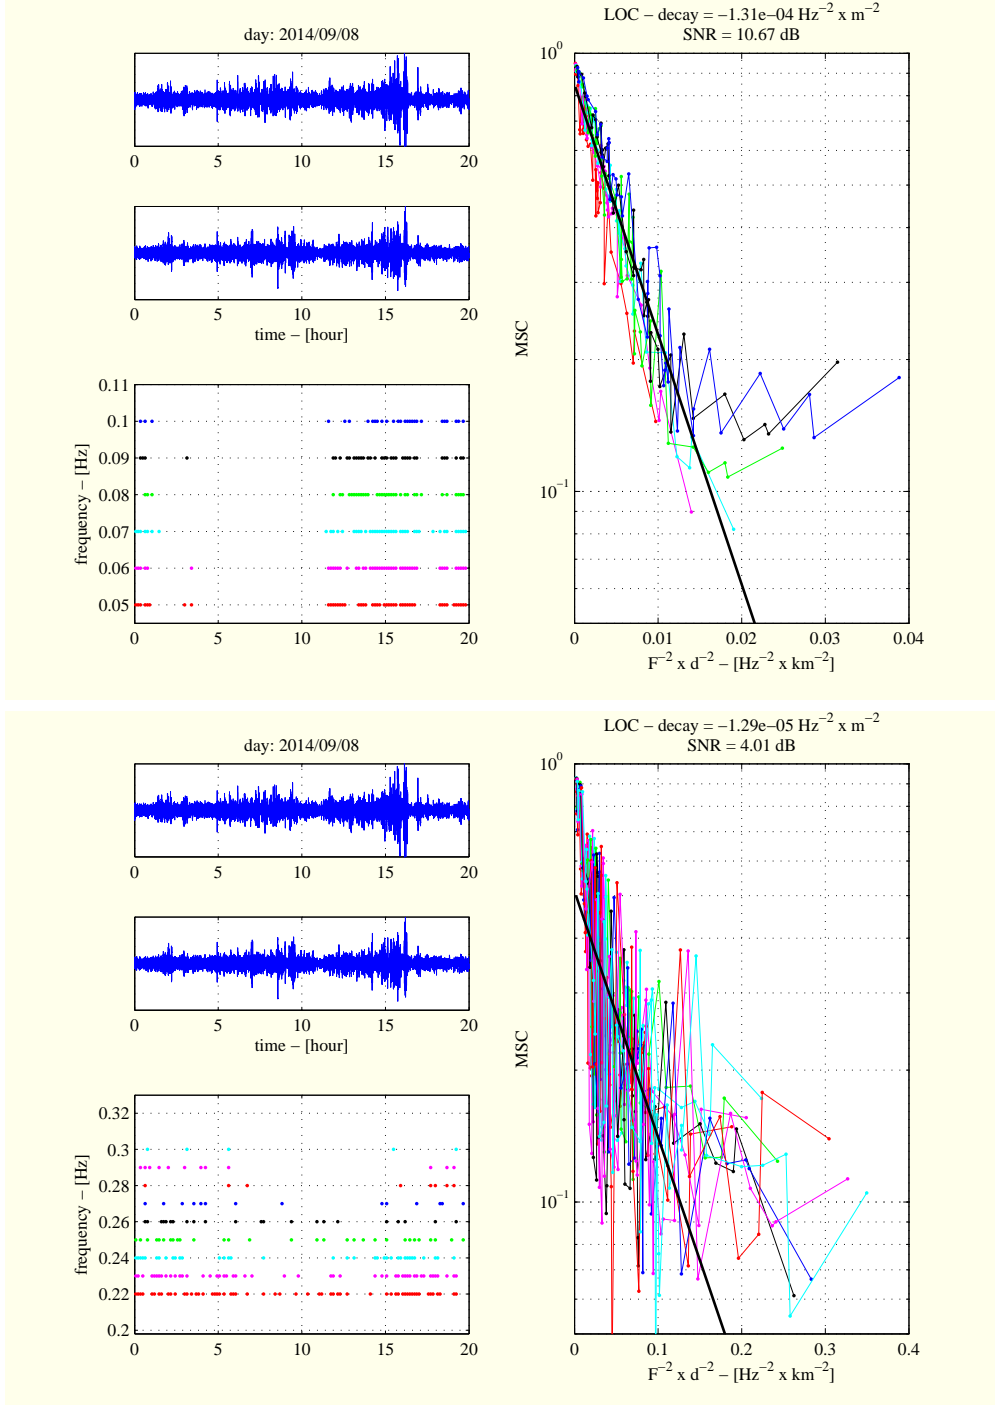 day: 2014/09/08
0 5 10 15 20
0 5 10 15 20
time – [hour]
0.11
0.1
0.09
0.08
0.07
0.06
0.05
frequency – [Hz]
0 5 10 15 20
LOC – decay = −1.31e−04 Hz⁻² x m⁻²
SNR = 10.67 dB
10⁰
10⁻¹
MSC
0 0.01 0.02 0.03 0.04
F⁻² x d⁻² – [Hz⁻² x km⁻²]
day: 2014/09/08
0 5 10 15 20
0 5 10 15 20
time – [hour]
0.32
0.3
0.28
0.26
0.24
0.22
0.2
frequency – [Hz]
0 5 10 15 20
LOC – decay = −1.29e−05 Hz⁻² x m⁻²
SNR = 4.01 dB
10⁰
10⁻¹
MSC
0 0.1 0.2 0.3 0.4
F⁻² x d⁻² – [Hz⁻² x km⁻²]